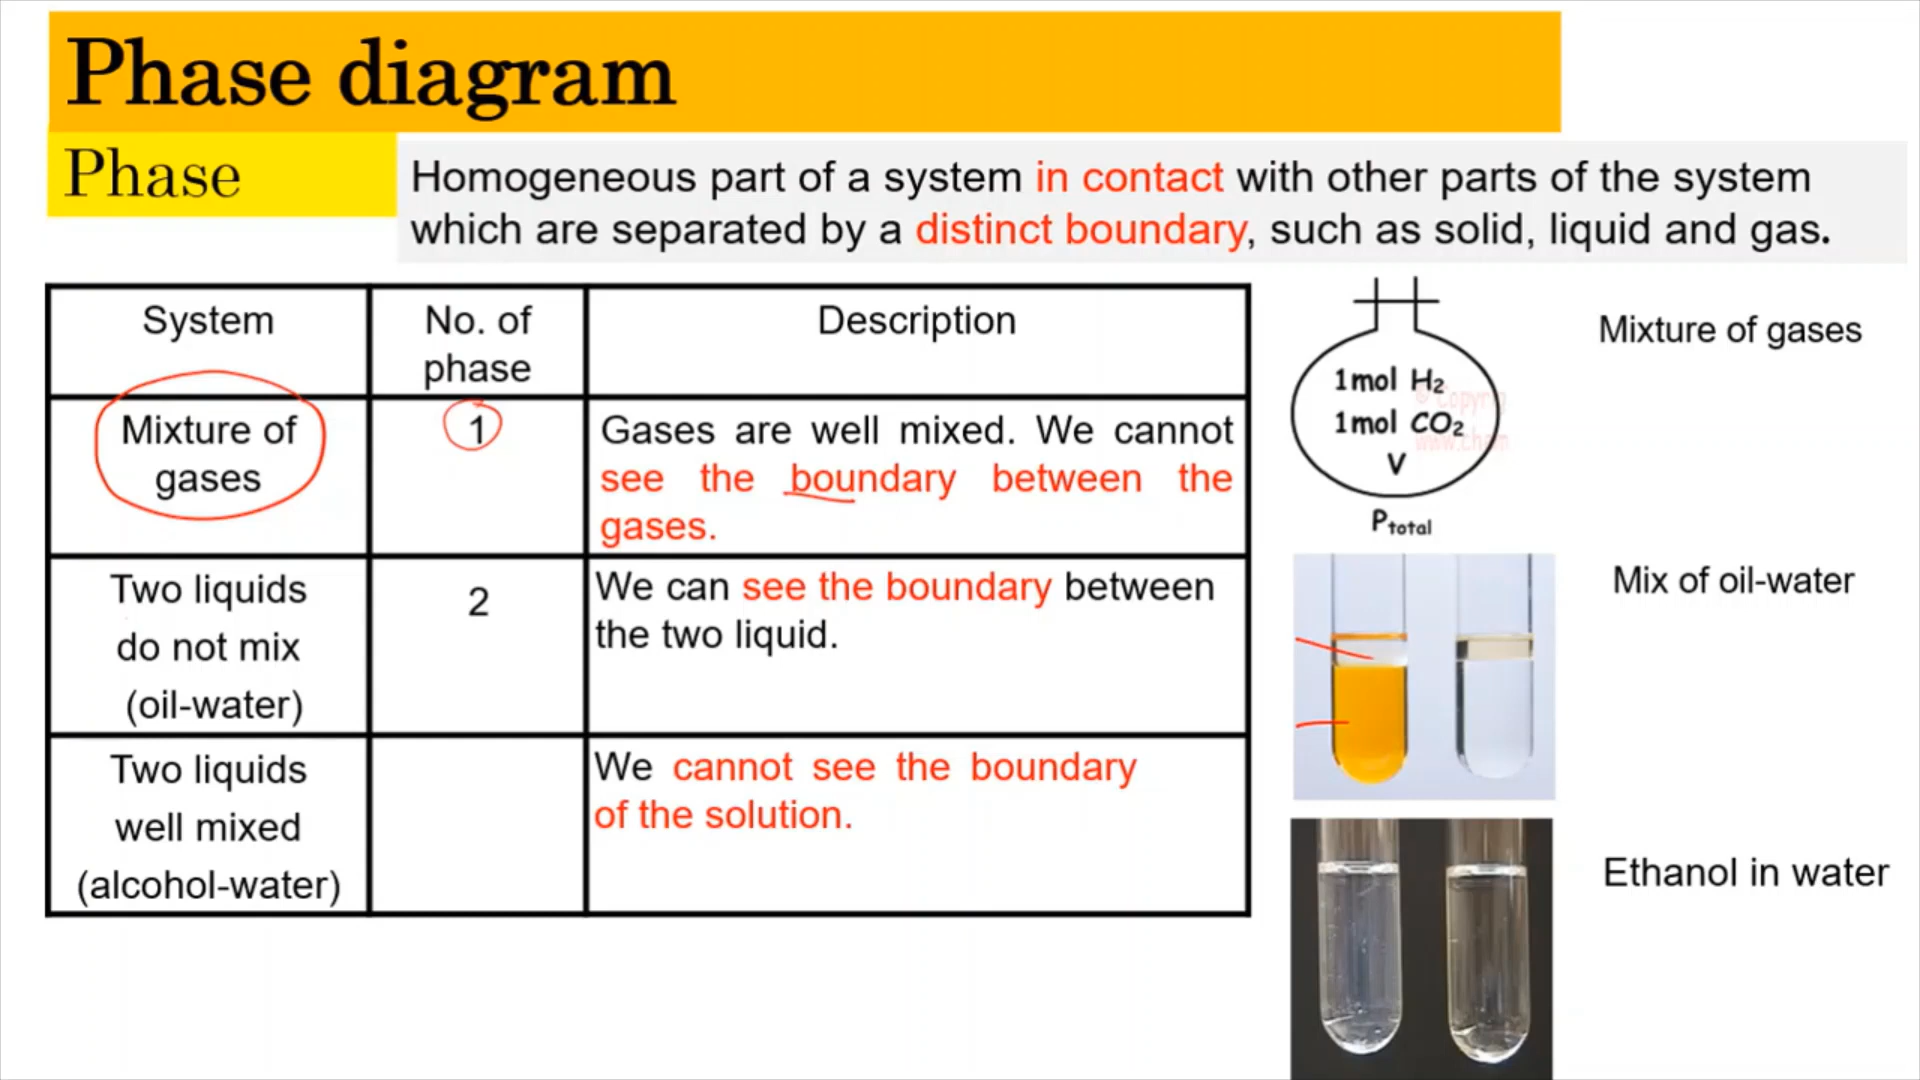 Phase diagram
Phase
Homogeneous part of a system in contact with other parts of the system
which are separated by a distinct boundary, such as solid, liquid and gas.
System
No. of
phase
Description
Mixture of
gases
1
Gases are well mixed. We cannot
see the boundary between the
gases.
Two liquids
do not mix
(oil-water)
2
We can see the boundary between
the two liquid.
Two liquids
well mixed
(alcohol-water)
We cannot see the boundary
of the solution.
Mixture of gases
1mol H₂
1mol CO₂
V
Ptotal
© Copyrig
www.chem
Mix of oil-water
Ethanol in water